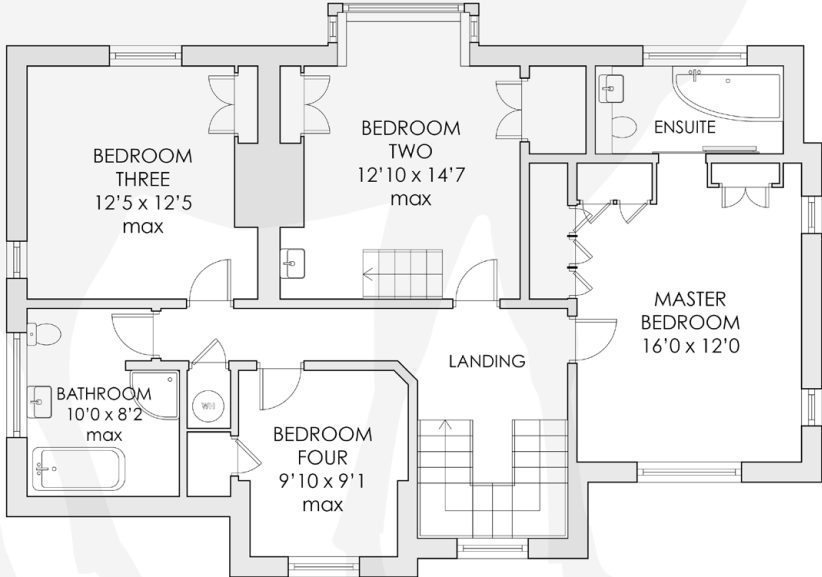 BEDROOM
THREE
12'5 x 12'5
max
BEDROOM
TWO
12'10 x 14'7
max
ENSUITE
MASTER
BEDROOM
16'0 x 12'0
LANDING
BATHROOM
10'0 x 8'2
max
WH
BEDROOM
FOUR
9'10 x 9'1
max